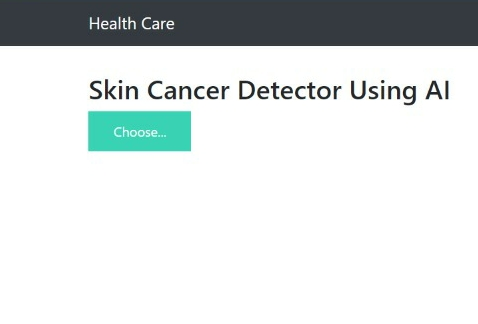 Health Care
Skin Cancer Detector Using AI
Choose...